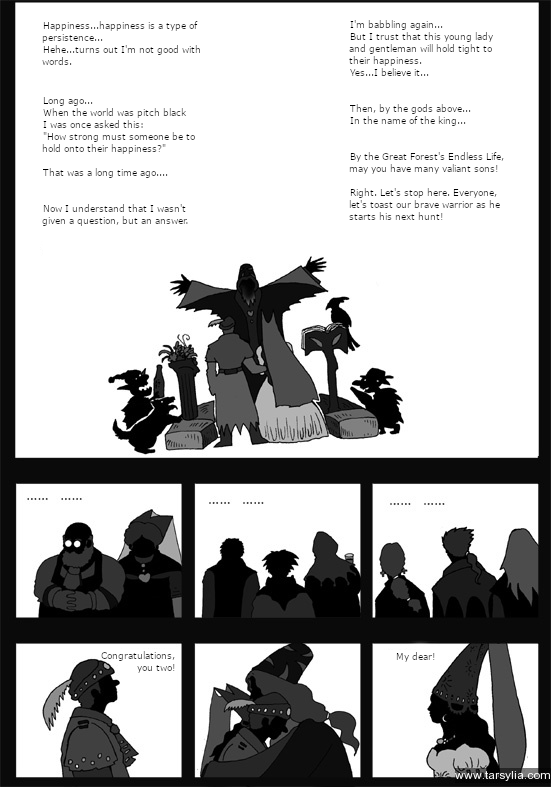 Happiness...happiness is a type of
persistence...
Hehe...turns out I'm not good with
words.
Long ago...
When the world was pitch black
I was once asked this:
"How strong must someone be to
hold onto their happiness?"
That was a long time ago....
Now I understand that I wasn't
given a question, but an answer.
I'm babbling again...
But I trust that this young lady
and gentleman will hold tight to
their happiness.
Yes...I believe it...
Then, by the gods above...
In the name of the king...
By the Great Forest's Endless Life,
may you have many valiant sons!
Right. Let's stop here. Everyone,
let's toast our brave warrior as he
starts his next hunt!
...... ......
...... ......
...... ......
Congratulations,
you two!
My dear!
www.tarsylia.com